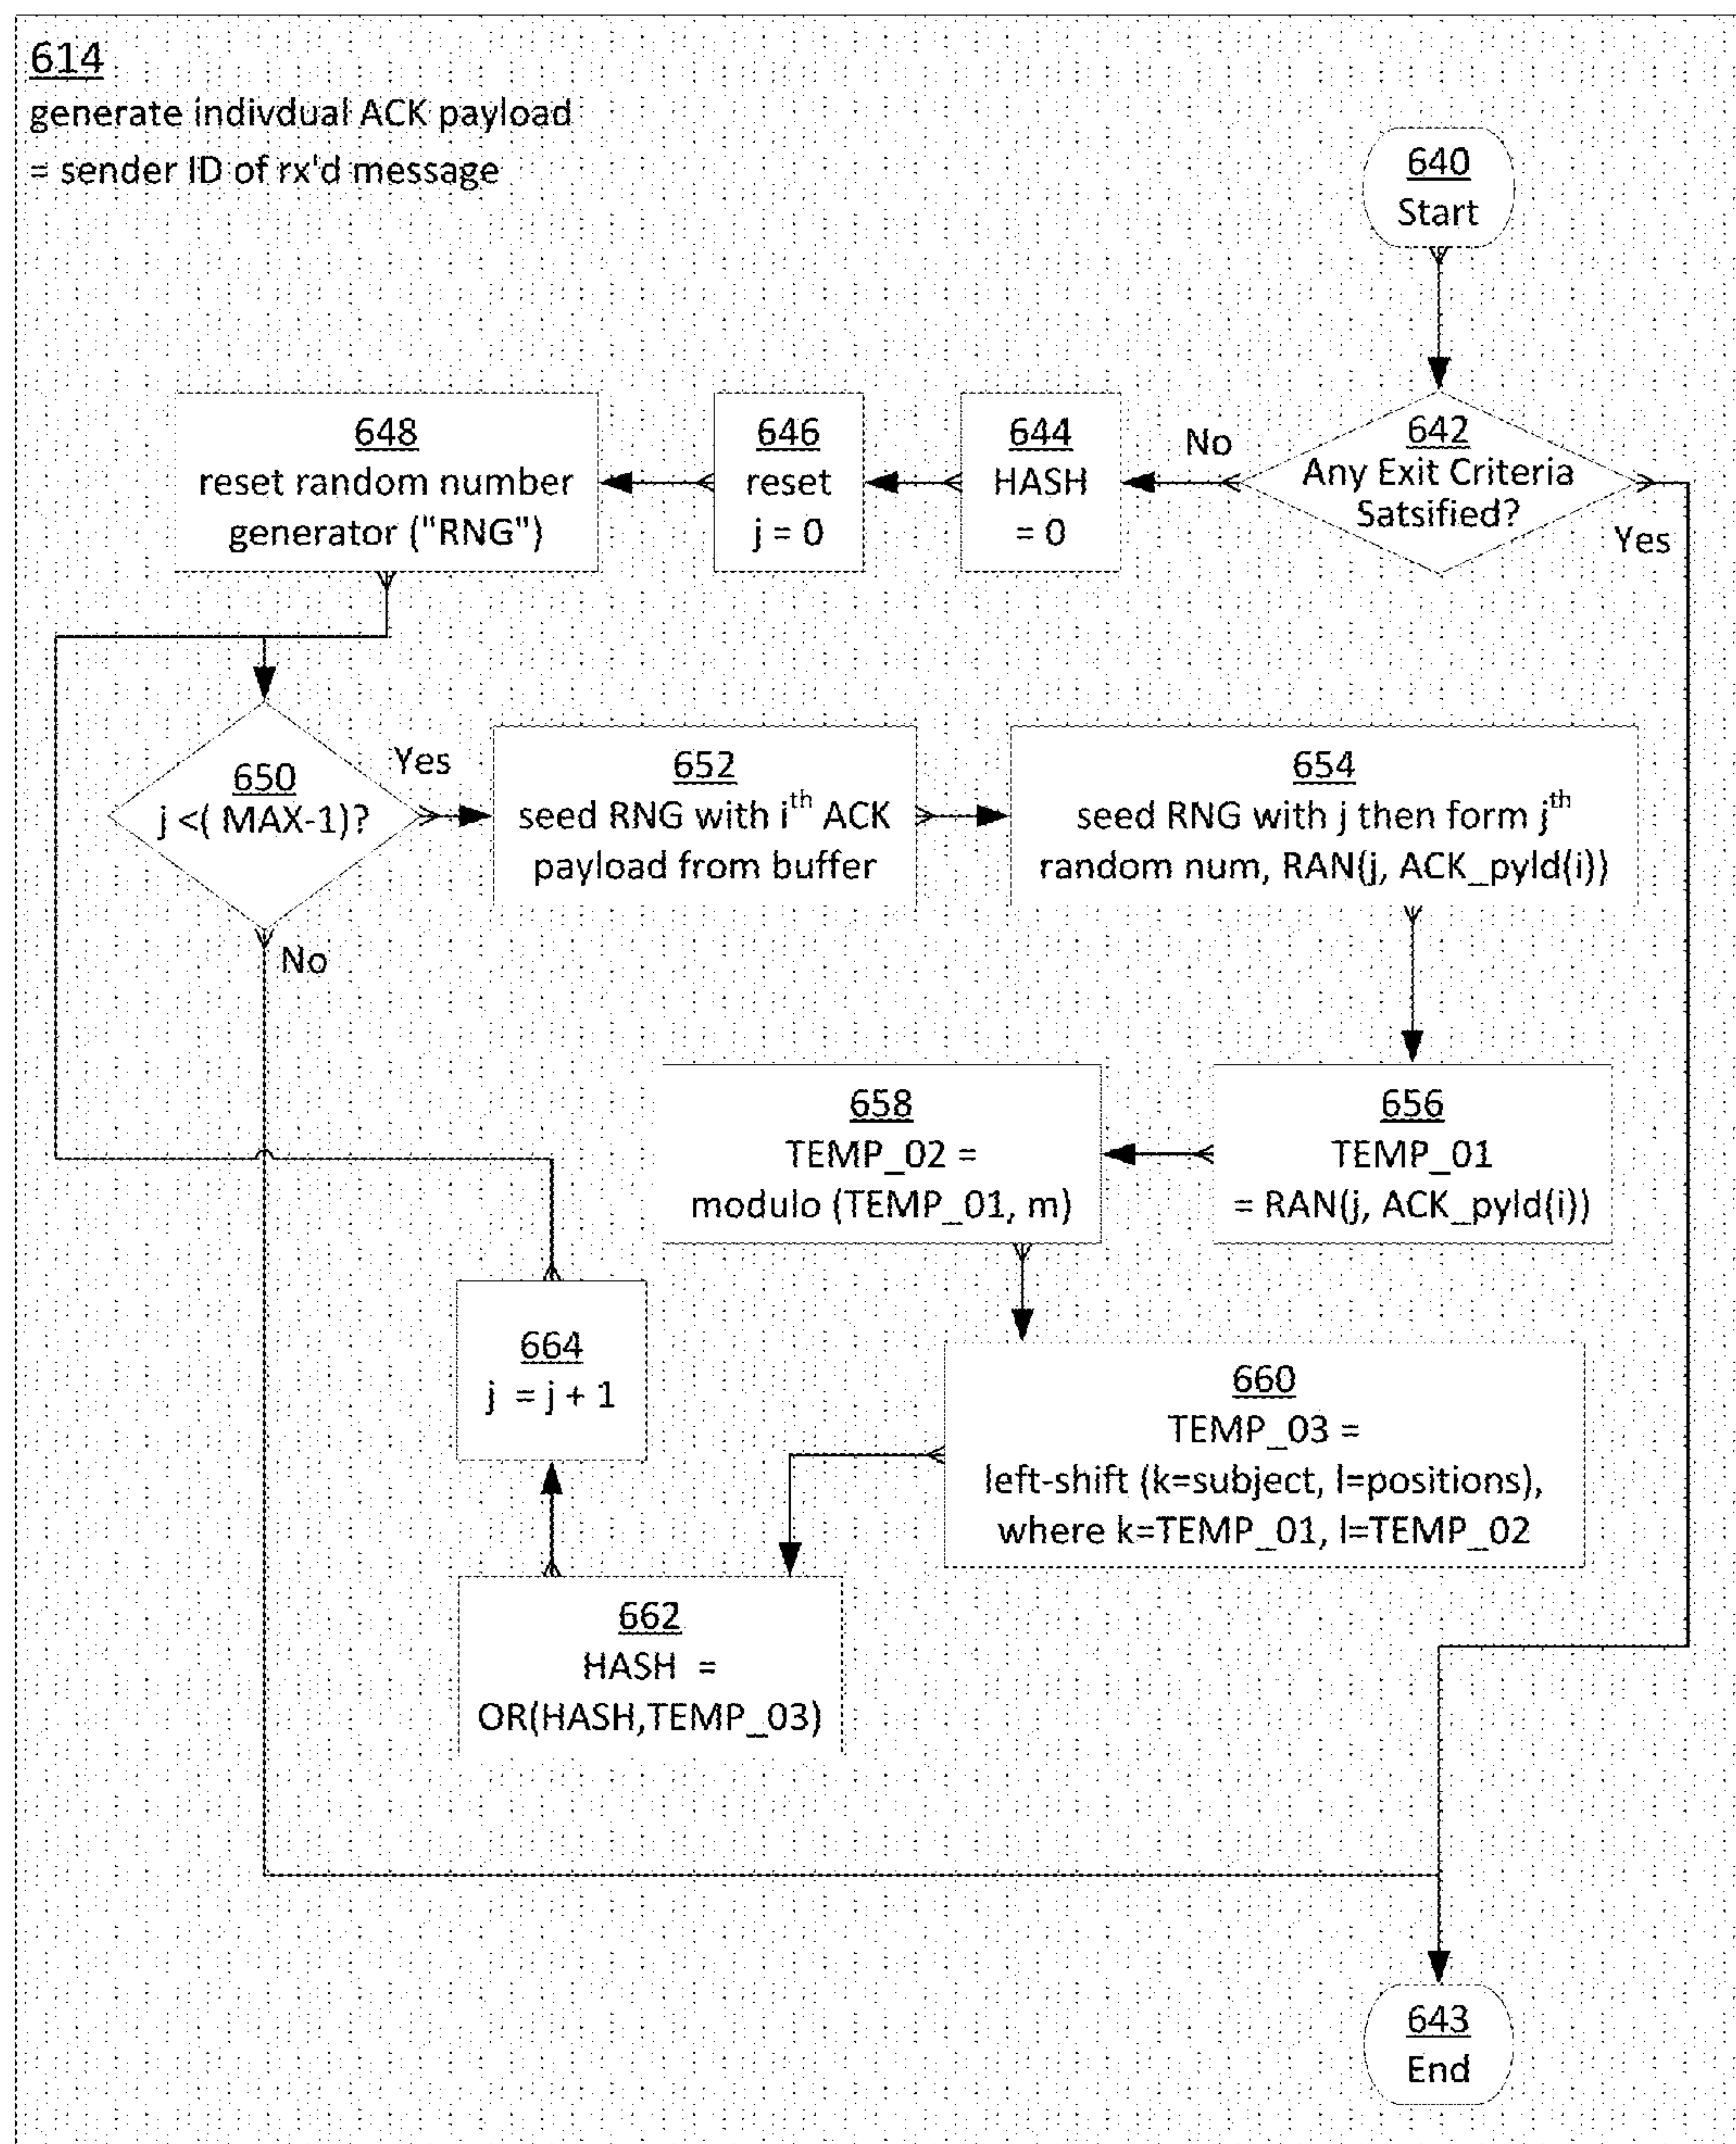 614
generate indivdual ACK payload
= sender ID of rx'd message
640
Start
642
Any Exit Criteria
Satsified?
No
Yes
644
HASH
= 0
646
reset
j = 0
648
reset random number
generator ("RNG")
650
j <( MAX-1)?
Yes
No
652
seed RNG with iᵗʰ ACK
payload from buffer
654
seed RNG with j then form jᵗʰ
random num, RAN(j, ACK_pyld(i))
656
TEMP_01
= RAN(j, ACK_pyld(i))
658
TEMP_02 =
modulo (TEMP_01, m)
660
TEMP_03 =
left-shift (k=subject, l=positions),
where k=TEMP_01, l=TEMP_02
662
HASH =
OR(HASH,TEMP_03)
664
j = j + 1
643
End